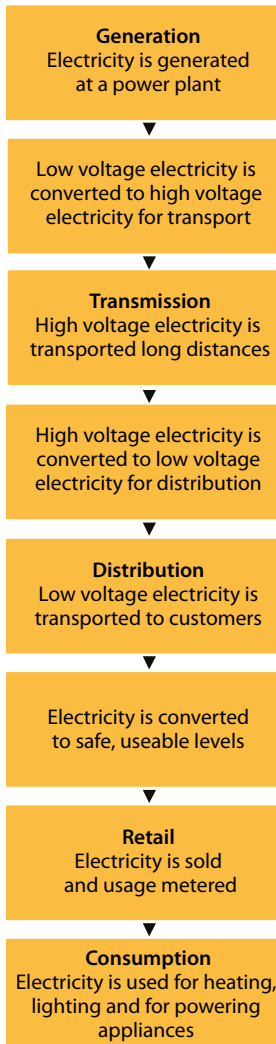 Generation
Electricity is generated
at a power plant
Low voltage electricity is
converted to high voltage
electricity for transport
Transmission
High voltage electricity is
transported long distances
High voltage electricity is
converted to low voltage
electricity for distribution
Distribution
Low voltage electricity is
transported to customers
Electricity is converted
to safe, useable levels
Retail
Electricity is sold
and usage metered
Consumption
Electricity is used for heating,
lighting and for powering
appliances